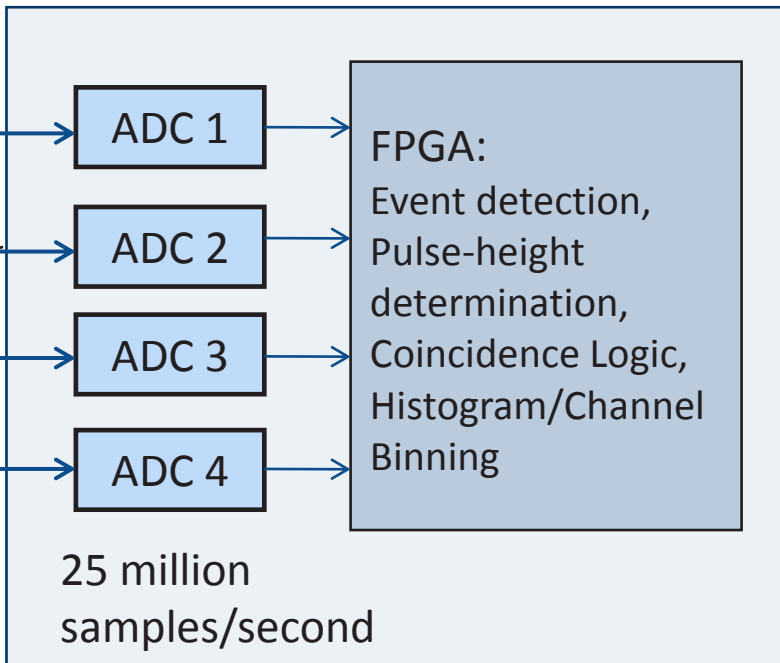 ADC 1
ADC 2
ADC 3
ADC 4
FPGA:
Event detection,
Pulse-height
determination,
Coincidence Logic,
Histogram/Channel
Binning
25 million
samples/second